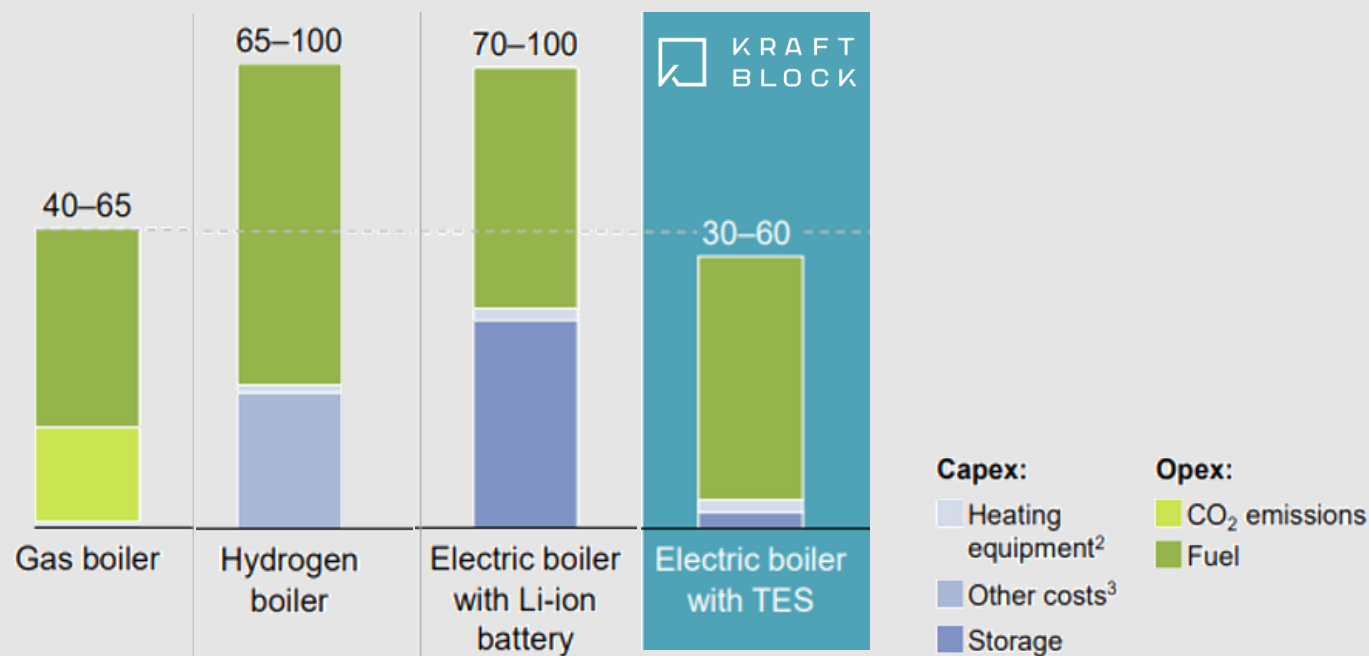 40–65
65–100
70–100
KRAFT
BLOCK
30–60
Gas boiler
Hydrogen
boiler
Electric boiler
with Li-ion
battery
Electric boiler
with TES
Capex:
Heating
equipment²
Other costs³
Storage
Opex:
CO₂ emissions
Fuel